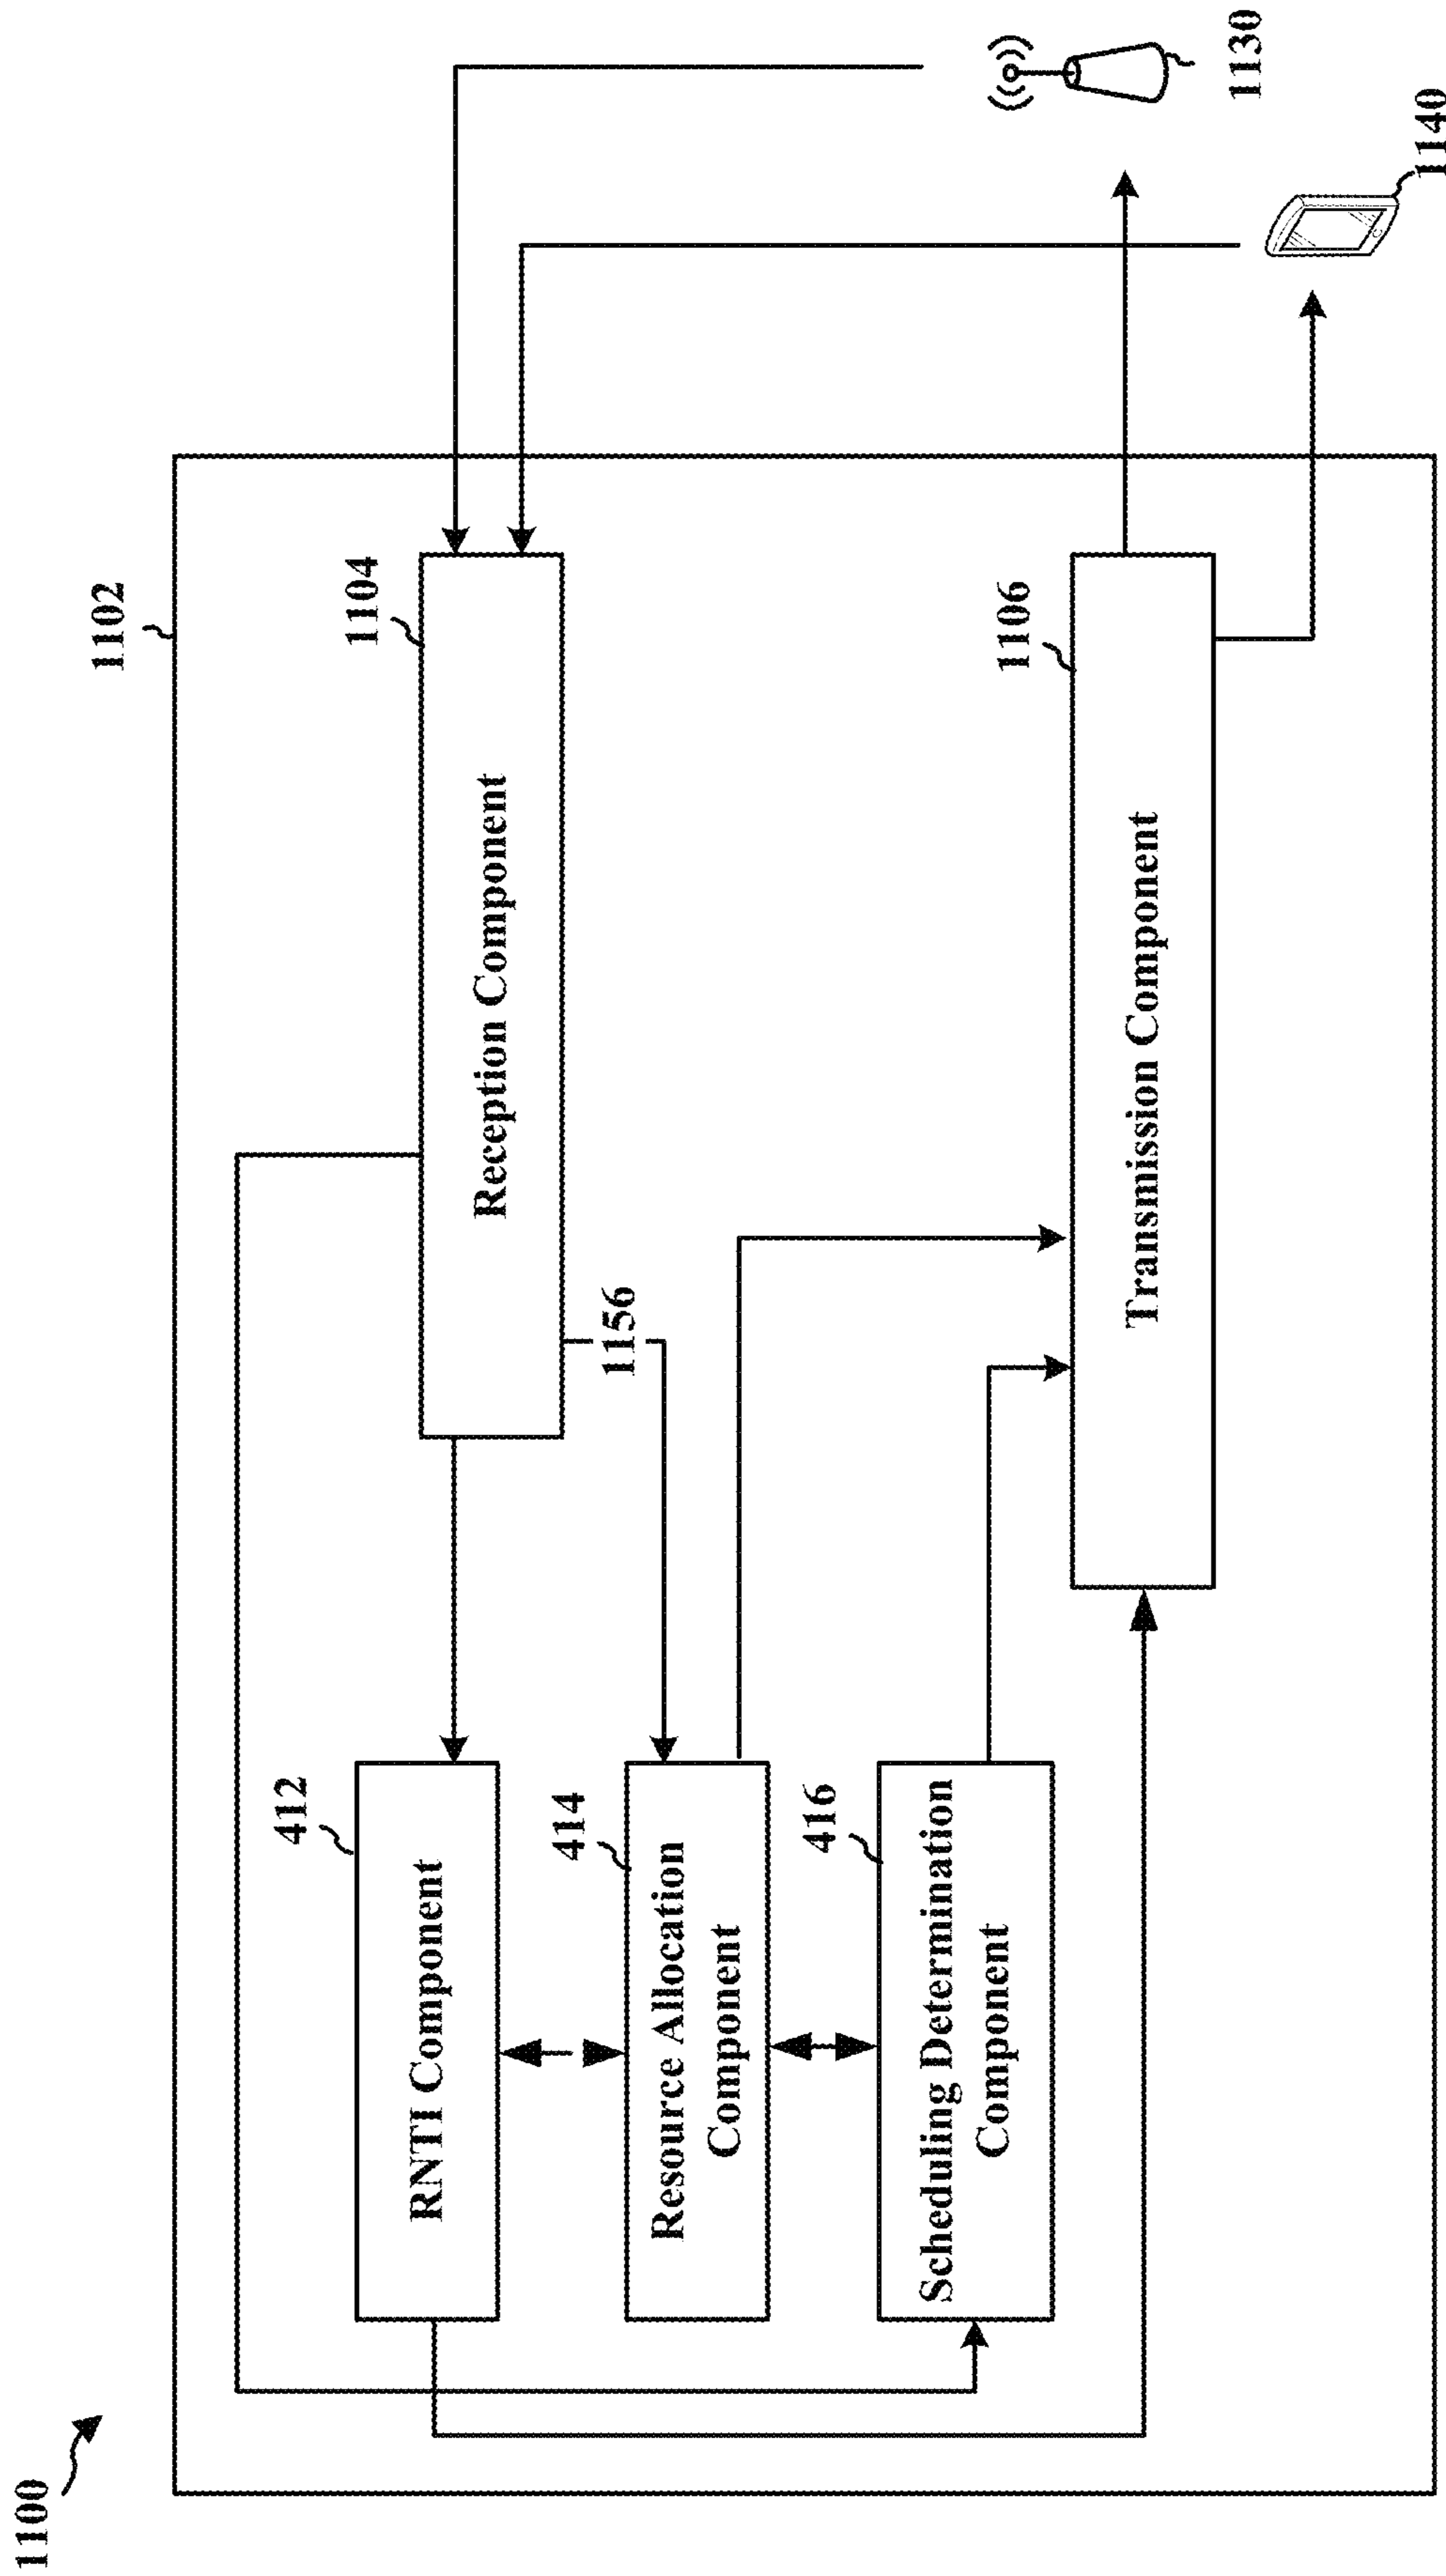 1100
1102
412
RNTI Component
1104
Reception Component
1130
1140
414
Resource Allocation
Component
1156
416
Scheduling Determination
Component
1106
Transmission Component